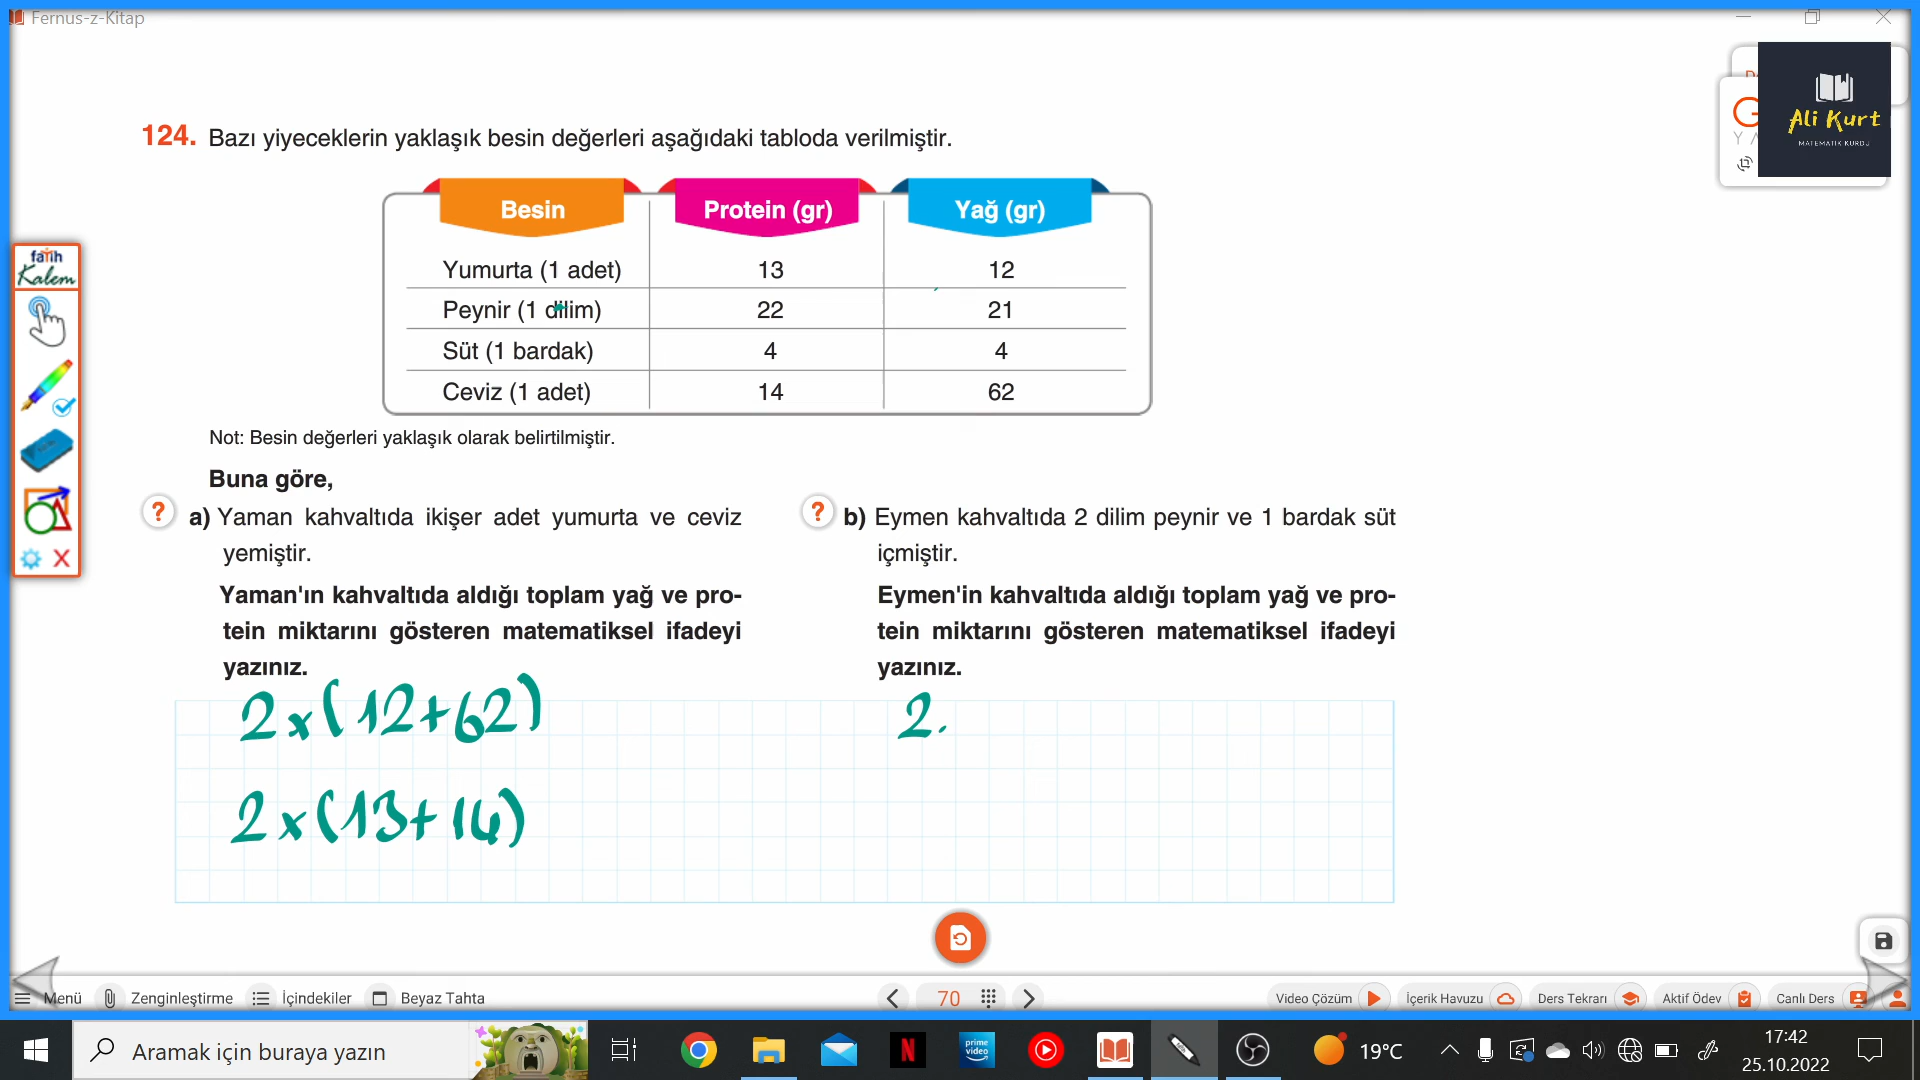 Fernus-z-Kitap
Ali Kurt
MATEMATİK KURDU
124. Bazı yiyeceklerin yaklaşık besin değerleri aşağıdaki tabloda verilmiştir.
Besin Protein (gr) Yağ (gr)
Yumurta (1 adet) 13 12
Peynir (1 dilim) 22 21
Süt (1 bardak) 4 4
Ceviz (1 adet) 14 62
fatih
Kalem
Not: Besin değerleri yaklaşık olarak belirtilmiştir.
Buna göre,
? a) Yaman kahvaltıda ikişer adet yumurta ve ceviz
yemiştir.
Yaman'ın kahvaltıda aldığı toplam yağ ve pro-
tein miktarını gösteren matematiksel ifadeyi
yazınız.
2x(12+62)
2x(13+14)
? b) Eymen kahvaltıda 2 dilim peynir ve 1 bardak süt
içmiştir.
Eymen'in kahvaltıda aldığı toplam yağ ve pro-
tein miktarını gösteren matematiksel ifadeyi
yazınız.
2.
Menü Zenginleştirme İçindekiler Beyaz Tahta 70 Video Çözüm İçerik Havuzu Ders Tekrarı Aktif Ödev Canlı Ders
Aramak için buraya yazın
prime
video
19°C
17:42
25.10.2022